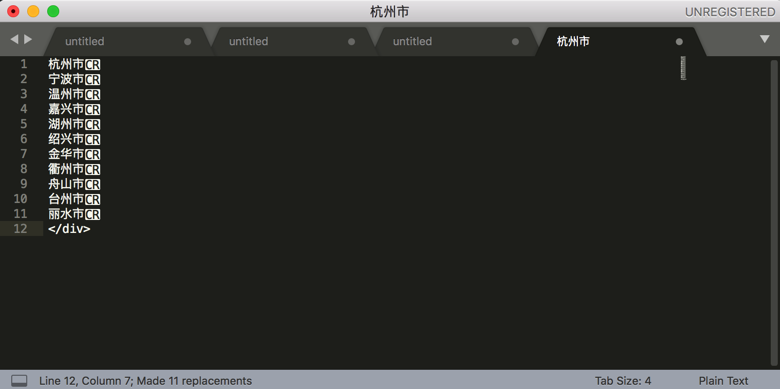 杭州市
UNREGISTERED
untitled
untitled
untitled
杭州市
1 杭州市CR
2 宁波市CR
3 温州市CR
4 嘉兴市CR
5 湖州市CR
6 绍兴市CR
7 金华市CR
8 衢州市CR
9 舟山市CR
10 台州市CR
11 丽水市CR
12 </div>
Line 12, Column 7; Made 11 replacements
Tab Size: 4
Plain Text